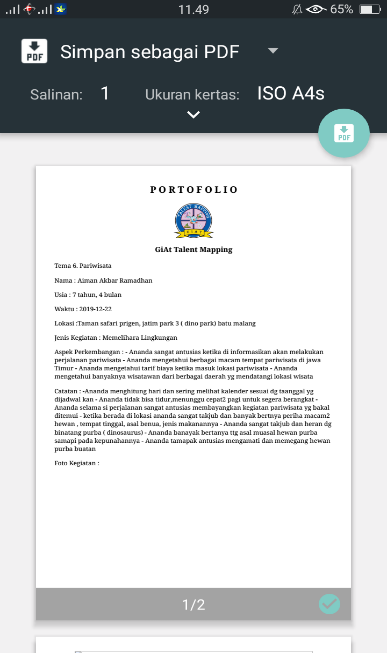 11.49
65%
PDF
Simpan sebagai PDF
Salinan: 1 Ukuran kertas: ISO A4s
PDF
PORTOFOLIO
GiAt Talent Mapping
Tema 6. Pariwisata
Nama : Aiman Akbar Ramadhan
Usia : 7 tahun, 4 bulan
Waktu : 2019-12-22
Lokasi :Taman safari prigen, jatim park 3 ( dino park) batu malang
Jenis Kegiatan : Memelihara Lingkungan
Aspek Perkembangan : - Ananda sangat antusias ketika di informasikan akan melakukan
perjalanan pariwisata - Ananda mengetahui berbagai macam tempat pariwisata di jawa
Timur - Ananda mengetahui tarif biaya ketika masuk lokasi pariwisata - Ananda
mengetahui banyaknya wisatawan dari berbagai daerah yg mendatangi lokasi wisata
Catatan : -Ananda menghitung hari dan sering melihat kalender sesuai dg taanggal yg
dijadwal kan - Ananda tidak bisa tidur,menunggu cepat2 pagi untuk segera berangkat -
Ananda selama si perjalanan sangat antusias membayangkan kegiatan pariwisata yg bakal
ditemui - ketika berada di lokasi ananda sangat takjub dan banyak bertnya perihа macam2
hewan , tempat tinggal, asal benua, jenis makanannya - Ananda sangat takjub dan heran dg
binatang purba ( dinosaurus) - Ananda banayak bertanya ttg asal muasal hewan purba
samapi pada kepunahannya - Ananda tamapak antusias mengamati dan memegang hewan
purba buatan
Foto Kegiatan :
1/2